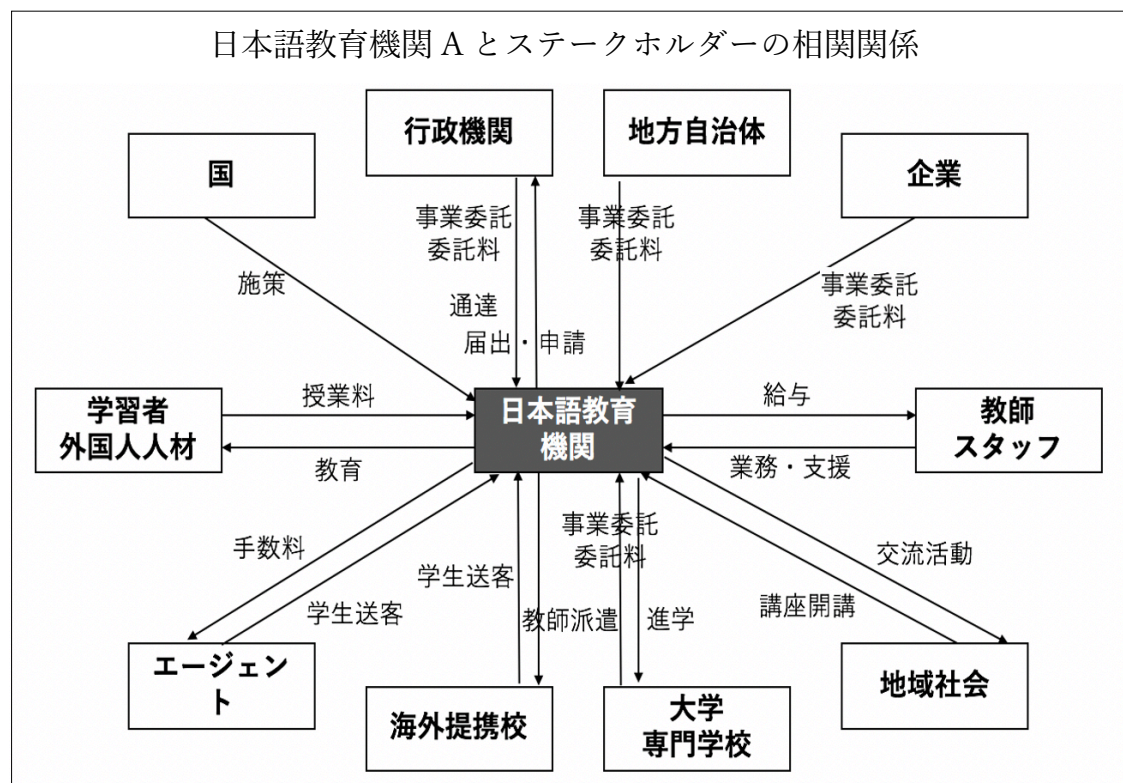 日本語教育機関 A とステークホルダーの相関関係
行政機関
地方自治体
国
企業
事業委託
委託料
事業委託
委託料
施策
事業委託
委託料
通達
届出・申請
学習者
外国人人材
授業料
日本語教育
機関
給与
教師
スタッフ
教育
業務・支援
手数料
事業委託
委託料
交流活動
学生送客
学生送客
教師派遣
進学
講座開講
エージェン
ト
海外提携校
大学
専門学校
地域社会